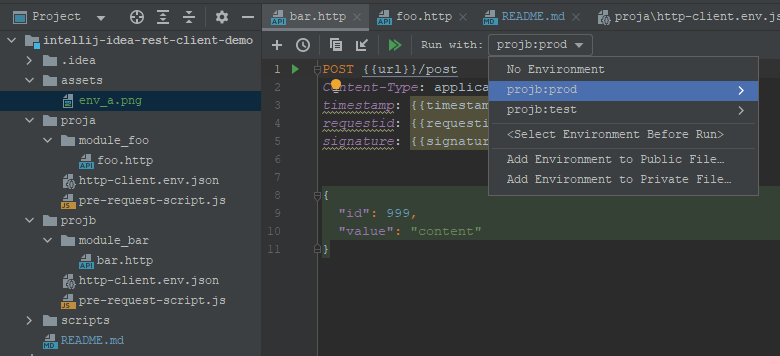 Project
bar.http
foo.http
README.md
proja\http-client.env.js
intellij-idea-rest-client-demo
.idea
assets
env_a.png
proja
module_foo
foo.http
http-client.env.json
pre-request-script.js
projb
module_bar
bar.http
http-client.env.json
pre-request-script.js
scripts
README.md
Run with:
projb:prod
No Environment
projb:prod
projb:test
<Select Environment Before Run>
Add Environment to Public File…
Add Environment to Private File…
1 POST {{url}}/post
2 Content-Type: applica
3 timestamp: {{timestam
4 requestid: {{requesti
5 signature: {{signatur
6
7
8 {
9 "id": 999,
10 "value": "content"
11 }